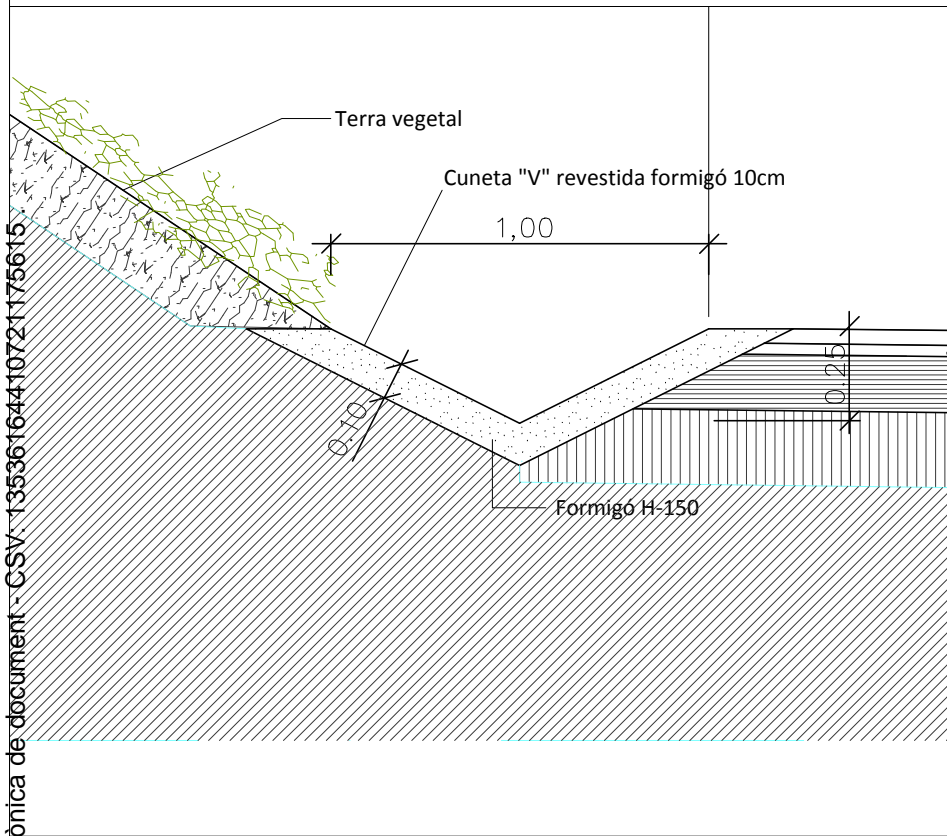 Terra vegetal
Cuneta "V" revestida formigó 10cm
1,00
0.25
0.10
Formigó H-150
ònica de document - CSV: 13536164410721175615